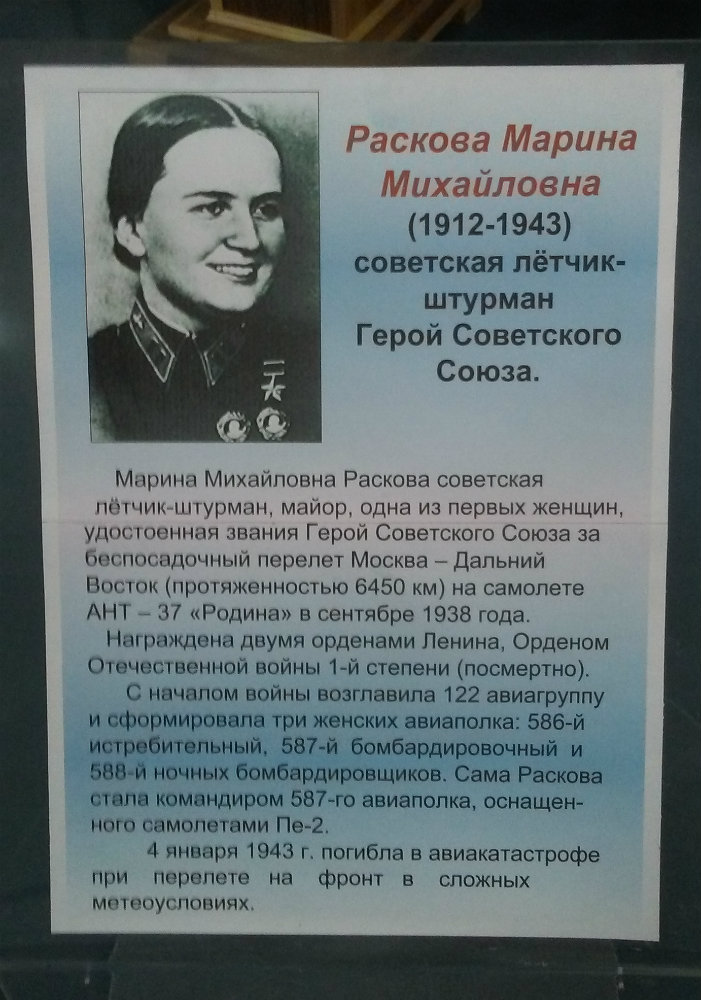 Раскова Марина
Михайловна
(1912-1943)
советская лётчик-
штурман
Герой Советского
Союза.
Марина Михайловна Раскова советская
лётчик-штурман, майор, одна из первых женщин,
удостоенная звания Герой Советского Союза за
беспосадочный перелет Москва – Дальний
Восток (протяженностью 6450 км) на самолете
АНТ – 37 «Родина» в сентябре 1938 года.
Награждена двумя орденами Ленина, Орденом
Отечественной войны 1-й степени (посмертно).
С началом войны возглавила 122 авиагруппу
и сформировала три женских авиаполка: 586-й
истребительный, 587-й бомбардировочный и
588-й ночных бомбардировщиков. Сама Раскова
стала командиром 587-го авиаполка, оснащен-
ного самолетами Пе-2.
4 января 1943 г. погибла в авиакатастрофе
при перелете на фронт в сложных
метеоусловиях.